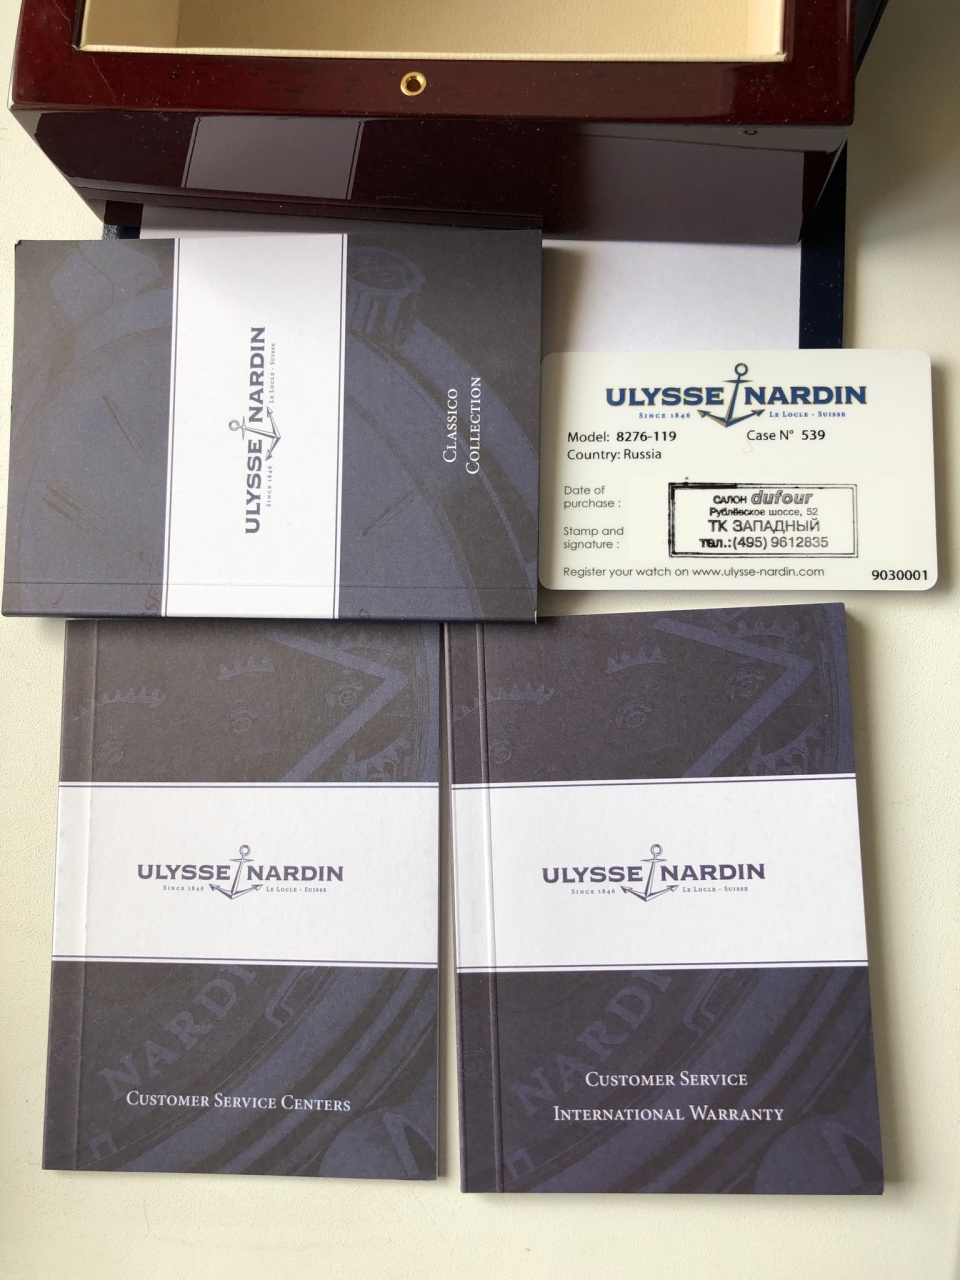 ULYSSE NARDIN
SINCE 1846 LE LOCLE - SUISSE
CLASSICO
COLLECTION
ULYSSE NARDIN
SINCE 1846 LE LOCLE - SUISSE
Model: 8276-119 Case N° 539
Country: Russia
Date of
purchase :
Stamp and
signature :
САЛОН dufour
Рублёвское шоссе, 52
ТК ЗАПАДНЫЙ
тел.:(495) 9612835
Register your watch on www.ulysse-nardin.com 9030001
ULYSSE NARDIN
SINCE 1846 LE LOCLE - SUISSE
NARDI
CUSTOMER SERVICE CENTERS
ULYSSE NARDIN
SINCE 1846 LE LOCLE - SUISSE
NARDI
CUSTOMER SERVICE
INTERNATIONAL WARRANTY